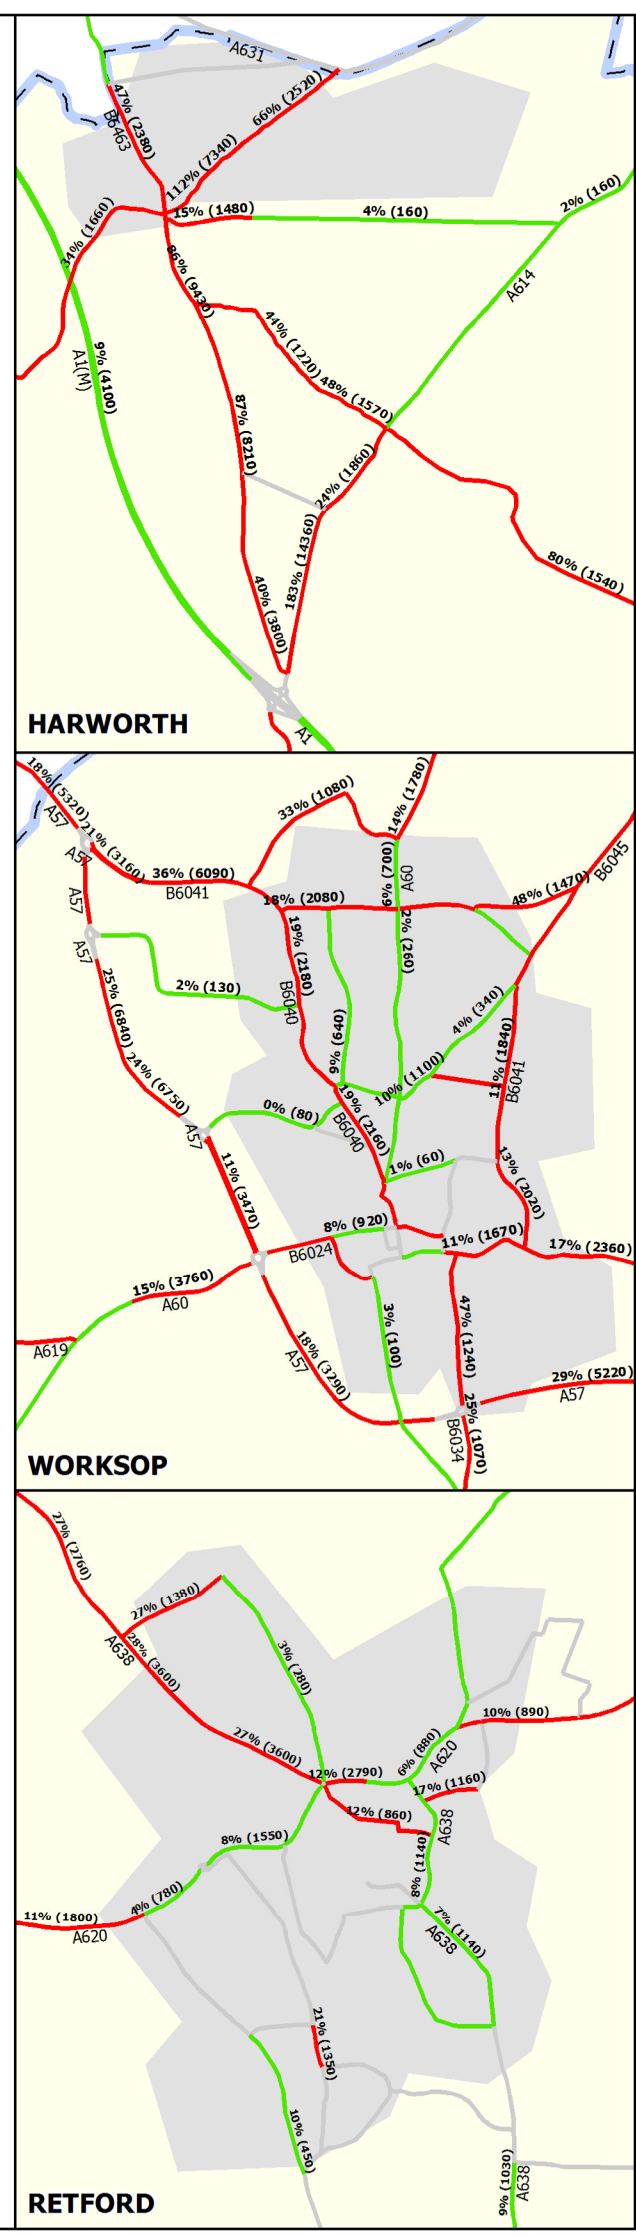 A631
47% (2380)
B6463
66% (2520)
112% (7340)
15% (1480)
4% (160)
2% (160)
34% (1660)
86% (9430)
A614
A1(M)
9% (4100)
44% (1220)
48% (1570)
87% (8210)
24% (1860)
183% (14360)
80% (1540)
40% (3800)
HARWORTH
A1
18% (5320)
A57
21% (3160)
A57
33% (1080)
14% (1780)
36% (6090)
B6041
9% (700)
A60
48% (1470)
B6045
A57
18% (2080)
2% (260)
19% (2180)
A57
2% (130)
B6040
25% (6840)
9% (640)
4% (340)
11% (1840)
B6041
24% (6750)
10% (1100)
0% (80)
19% (2160)
B6040
A57
11% (3470)
1% (60)
13% (2020)
8% (920)
B6024
11% (1670)
17% (2360)
15% (3760)
A60
A619
3% (100)
47% (1240)
18% (3290)
A57
29% (5220)
A57
25% (1070)
B6034
WORKSOP
27% (2760)
27% (1380)
A638
28% (3600)
3% (280)
27% (3600)
10% (890)
6% (880)
A620
12% (2790)
17% (1160)
12% (860)
A638
8% (1550)
8% (1140)
4% (780)
11% (1800)
A620
7% (1140)
A638
21% (1350)
10% (450)
9% (1030)
A638
RETFORD